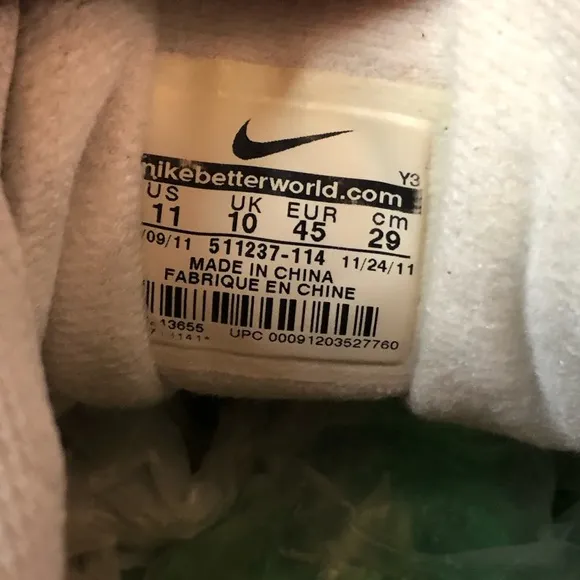 Y3
nikebetterworld.com
US UK EUR cm
11 10 45 29
/09/11 511237-114 11/24/11
MADE IN CHINA
FABRIQUE EN CHINE
13655 UPC 00091203527760